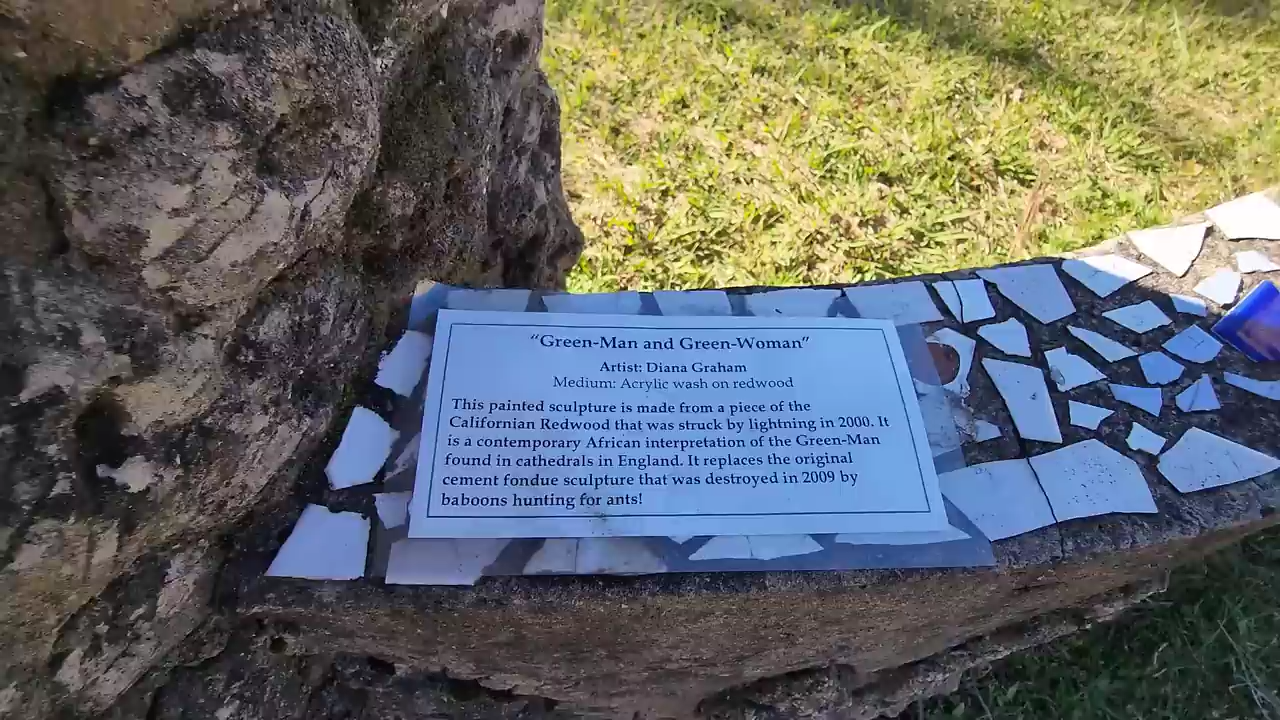 “Green-Man and Green-Woman”
Artist: Diana Graham
Medium: Acrylic wash on redwood
This painted sculpture is made from a piece of the
Californian Redwood that was struck by lightning in 2000. It
is a contemporary African interpretation of the Green-Man
found in cathedrals in England. It replaces the original
cement fondue sculpture that was destroyed in 2009 by
baboons hunting for ants!